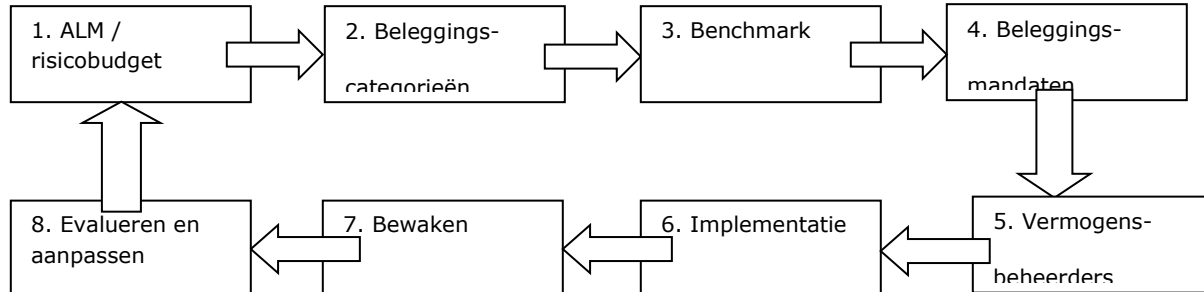 1. ALM /
risicobudget
2. Beleggings-
categorieën
3. Benchmark
4. Beleggings-
mandaten
5. Vermogens-
beheerders
6. Implementatie
7. Bewaken
8. Evalueren en
aanpassen